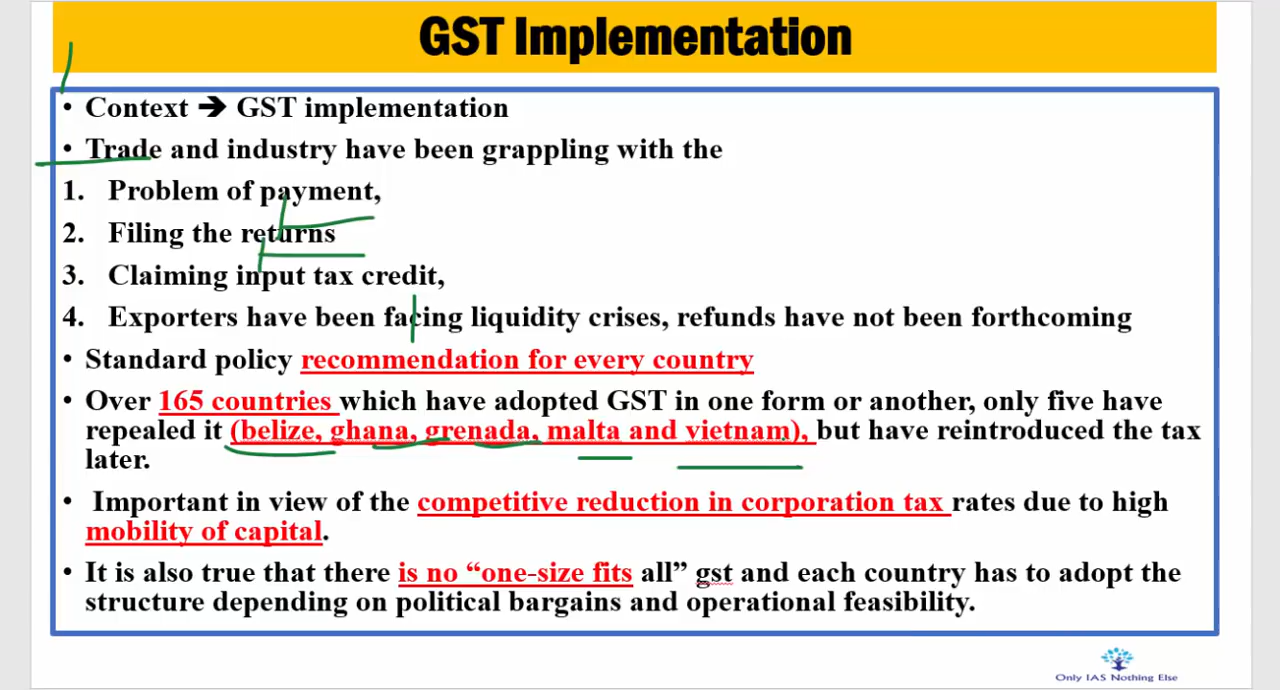 GST Implementation
• Context ➔ GST implementation
• Trade and industry have been grappling with the
1. Problem of payment,
2. Filing the returns
3. Claiming input tax credit,
4. Exporters have been facing liquidity crises, refunds have not been forthcoming
• Standard policy recommendation for every country
• Over 165 countries which have adopted GST in one form or another, only five have
repealed it (belize, ghana, grenada, malta and vietnam), but have reintroduced the tax
later.
• Important in view of the competitive reduction in corporation tax rates due to high
mobility of capital.
• It is also true that there is no “one-size fits all” gst and each country has to adopt the
structure depending on political bargains and operational feasibility.
Only IAS Nothing Else